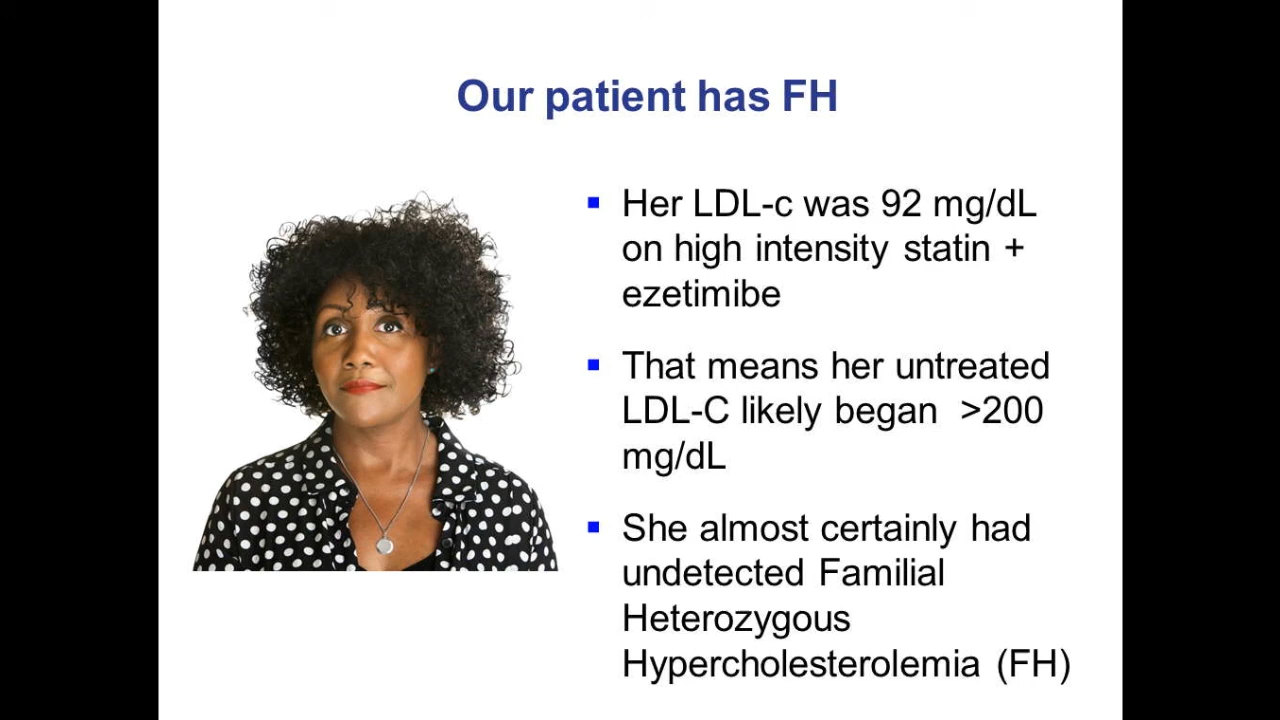 Our patient has FH
Her LDL-c was 92 mg/dL
on high intensity statin +
ezetimibe
That means her untreated
LDL-C likely began >200
mg/dL
She almost certainly had
undetected Familial
Heterozygous
Hypercholesterolemia (FH)